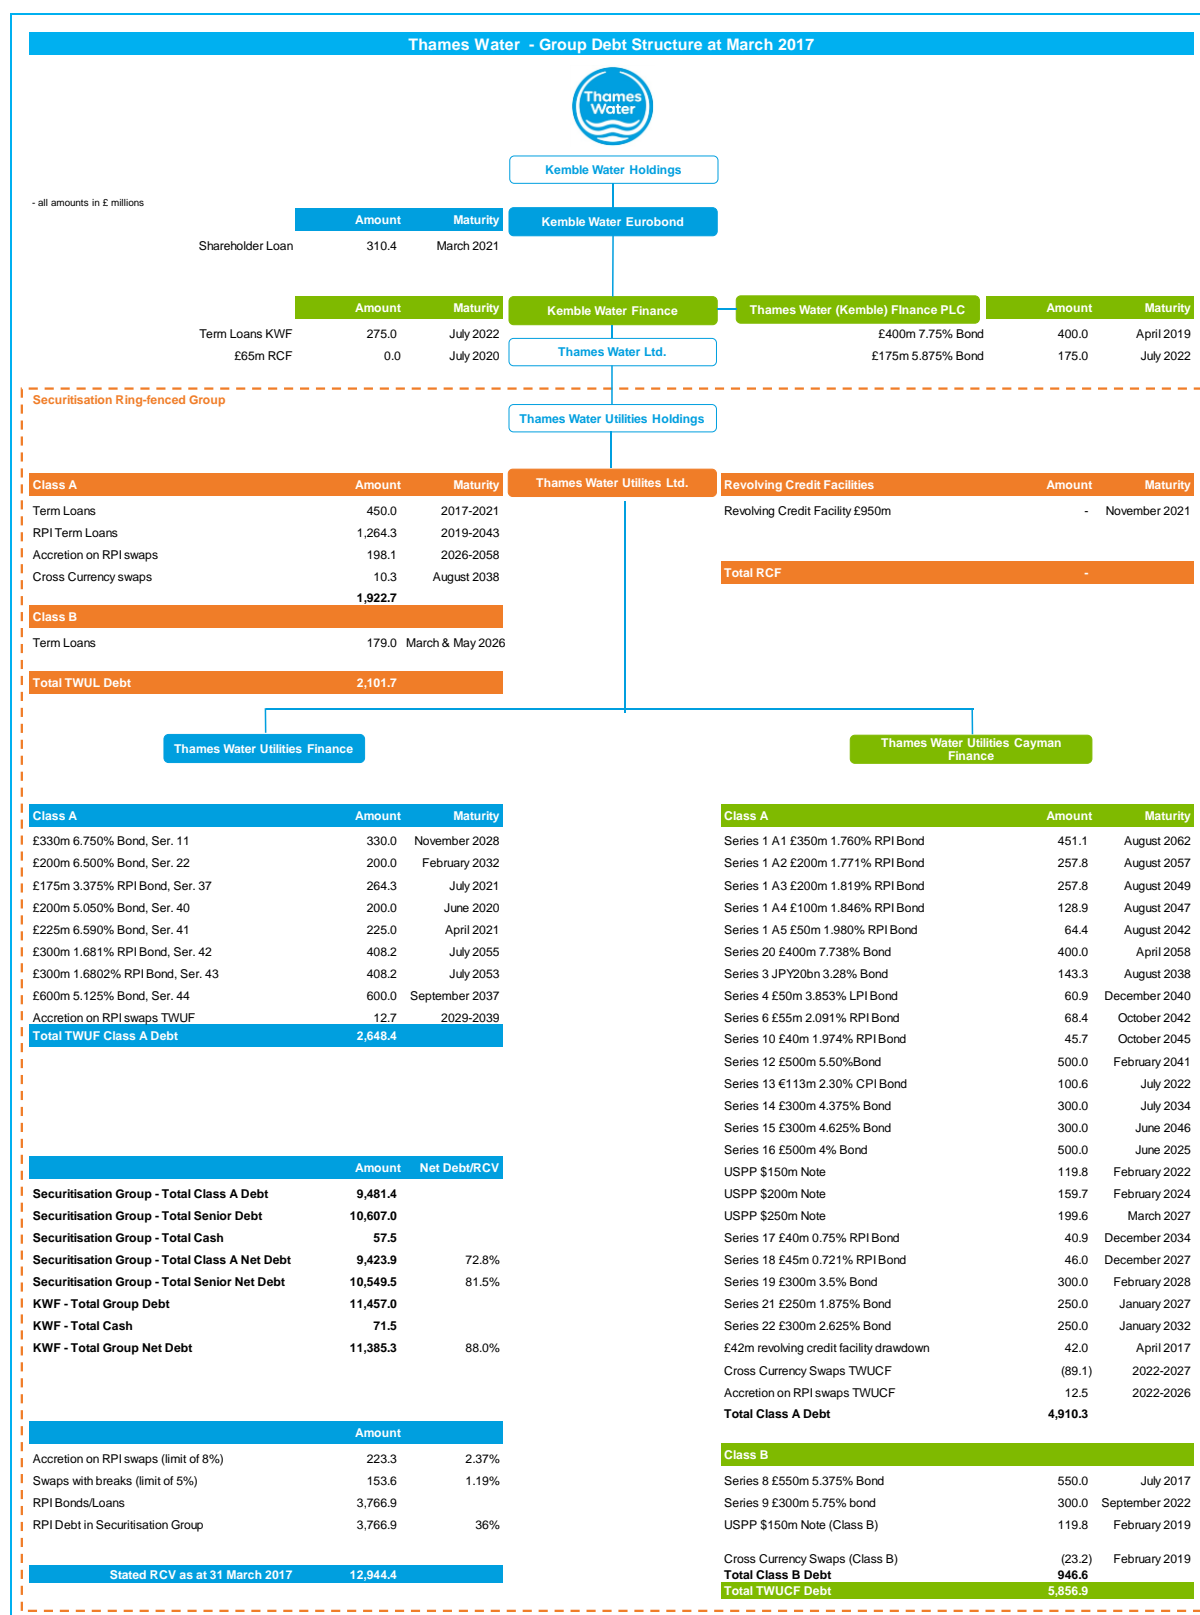 Thames Water - Group Debt Structure at March 2017
Thames
Water
Kemble Water Holdings
- all amounts in £ millions
Amount Maturity Kemble Water Eurobond
Shareholder Loan 310.4 March 2021
Amount Maturity Kemble Water Finance Thames Water (Kemble) FInance PLC Amount Maturity
Term Loans KWF 275.0 July 2022 £400m 7.75% Bond 400.0 April 2019
£65m RCF 0.0 July 2020 Thames Water Ltd. £175m 5.875% Bond 175.0 July 2022
Securitisation Ring-fenced Group
Thames Water Utilities Holdings
Class A Amount Maturity Thames Water Utilites Ltd. Revolving Credit Facilities Amount Maturity
Term Loans 450.0 2017-2021 Revolving Credit Facility £950m - November 2021
RPI Term Loans 1,264.3 2019-2043
Accretion on RPI swaps 198.1 2026-2058
Cross Currency swaps 10.3 August 2038 Total RCF -
1,922.7
Class B
Term Loans 179.0 March & May 2026
Total TWUL Debt 2,101.7
Thames Water Utilities Finance
Thames Water Utilities Cayman
Finance
Class A Amount Maturity
£330m 6.750% Bond, Ser. 11 330.0 November 2028
£200m 6.500% Bond, Ser. 22 200.0 February 2032
£175m 3.375% RPI Bond, Ser. 37 264.3 July 2021
£200m 5.050% Bond, Ser. 40 200.0 June 2020
£225m 6.590% Bond, Ser. 41 225.0 April 2021
£300m 1.681% RPI Bond, Ser. 42 408.2 July 2055
£300m 1.6802% RPI Bond, Ser. 43 408.2 July 2053
£600m 5.125% Bond, Ser. 44 600.0 September 2037
Accretion on RPI swaps TWUF 12.7 2029-2039
Total TWUF Class A Debt 2,648.4
Amount Net Debt/RCV
Securitisation Group - Total Class A Debt 9,481.4
Securitisation Group - Total Senior Debt 10,607.0
Securitisation Group - Total Cash 57.5
Securitisation Group - Total Class A Net Debt 9,423.9 72.8%
Securitisation Group - Total Senior Net Debt 10,549.5 81.5%
KWF - Total Group Debt 11,457.0
KWF - Total Cash 71.5
KWF - Total Group Net Debt 11,385.3 88.0%
Amount
Accretion on RPI swaps (limit of 8%) 223.3 2.37%
Swaps with breaks (limit of 5%) 153.6 1.19%
RPI Bonds/Loans 3,766.9
RPI Debt in Securitisation Group 3,766.9 36%
Stated RCV as at 31 March 2017 12,944.4
Class A Amount Maturity
Series 1 A1 £350m 1.760% RPI Bond 451.1 August 2062
Series 1 A2 £200m 1.771% RPI Bond 257.8 August 2057
Series 1 A3 £200m 1.819% RPI Bond 257.8 August 2049
Series 1 A4 £100m 1.846% RPI Bond 128.9 August 2047
Series 1 A5 £50m 1.980% RPI Bond 64.4 August 2042
Series 20 £400m 7.738% Bond 400.0 April 2058
Series 3 JPY20bn 3.28% Bond 143.3 August 2038
Series 4 £50m 3.853% LPI Bond 60.9 December 2040
Series 6 £55m 2.091% RPI Bond 68.4 October 2042
Series 10 £40m 1.974% RPI Bond 45.7 October 2045
Series 12 £500m 5.50%Bond 500.0 February 2041
Series 13 €113m 2.30% CPI Bond 100.6 July 2022
Series 14 £300m 4.375% Bond 300.0 July 2034
Series 15 £300m 4.625% Bond 300.0 June 2046
Series 16 £500m 4% Bond 500.0 June 2025
USPP $150m Note 119.8 February 2022
USPP $200m Note 159.7 February 2024
USPP $250m Note 199.6 March 2027
Series 17 £40m 0.75% RPI Bond 40.9 December 2034
Series 18 £45m 0.721% RPI Bond 46.0 December 2027
Series 19 £300m 3.5% Bond 300.0 February 2028
Series 21 £250m 1.875% Bond 250.0 January 2027
Series 22 £300m 2.625% Bond 250.0 January 2032
£42m revolving credit facility drawdown 42.0 April 2017
Cross Currency Swaps TWUCF (89.1) 2022-2027
Accretion on RPI swaps TWUCF 12.5 2022-2026
Total Class A Debt 4,910.3
Class B
Series 8 £550m 5.375% Bond 550.0 July 2017
Series 9 £300m 5.75% bond 300.0 September 2022
USPP $150m Note (Class B) 119.8 February 2019
Cross Currency Swaps (Class B) (23.2) February 2019
Total Class B Debt 946.6
Total TWUCF Debt 5,856.9